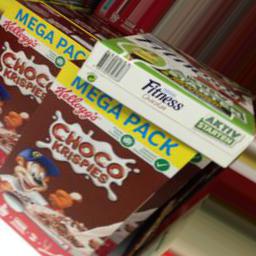 MEGA PACK
Kellogg's
CHOCO
KRISPIES
MEGA PACK
Kellogg's
CHOCO
KRISPIES
Fitness
AKTIV
STARTEN